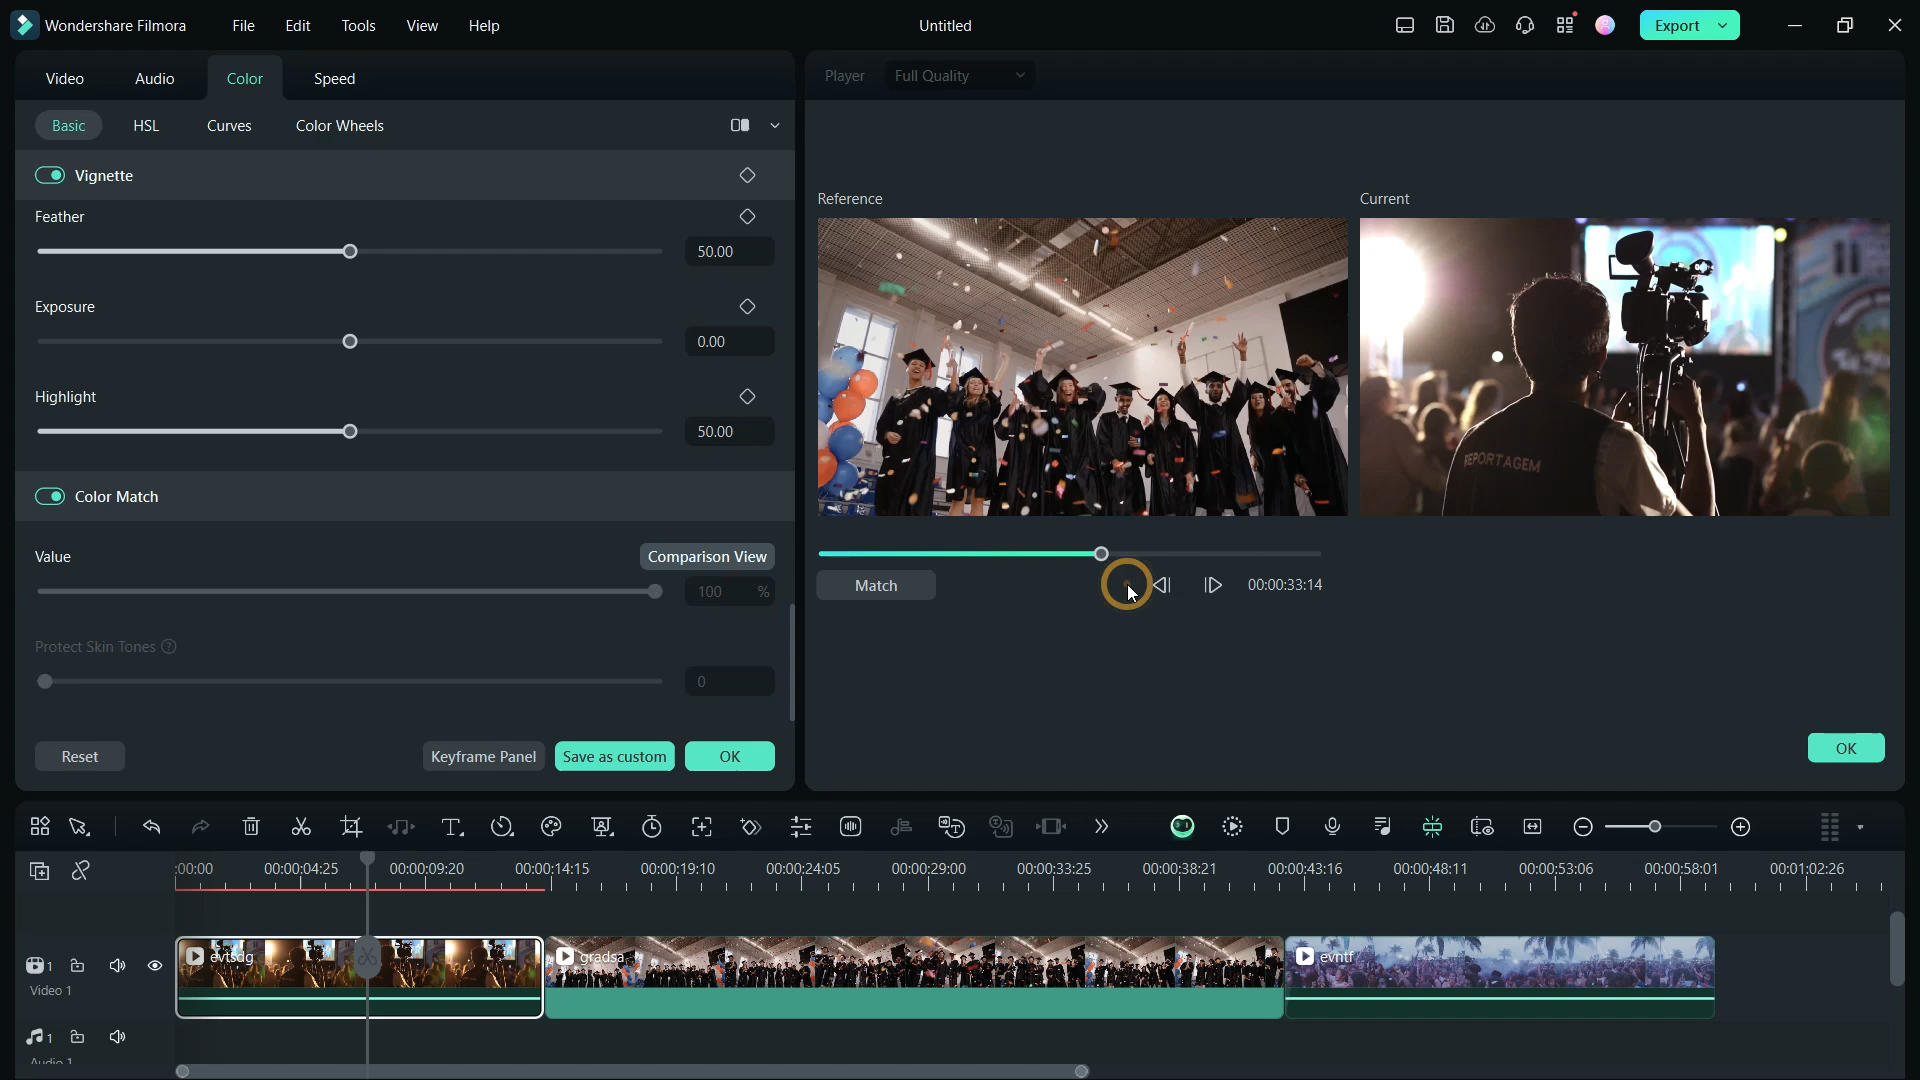 Wondershare Filmora File Edit Tools View Help Untitled Export
Video Audio Color Speed
Player Full Quality
Basic HSL Curves Color Wheels
Vignette
Reference Current
Feather
50.00
Exposure
0.00
Highlight
50.00
REPORTAGEM
Color Match
Value Comparison View
100 %
Match 00:00:33:14
Protect Skin Tones ?
0
Reset Keyframe Panel Save as custom OK
OK
:00:00 00:00:04:25 00:00:09:20 00:00:14:15 00:00:19:10 00:00:24:05 00:00:29:00 00:00:33:25 00:00:38:21 00:00:43:16 00:00:48:11 00:00:53:06 00:00:58:01 00:01:02:26
evtsdg gradsa evntf
1
Video 1
1
Audio 1